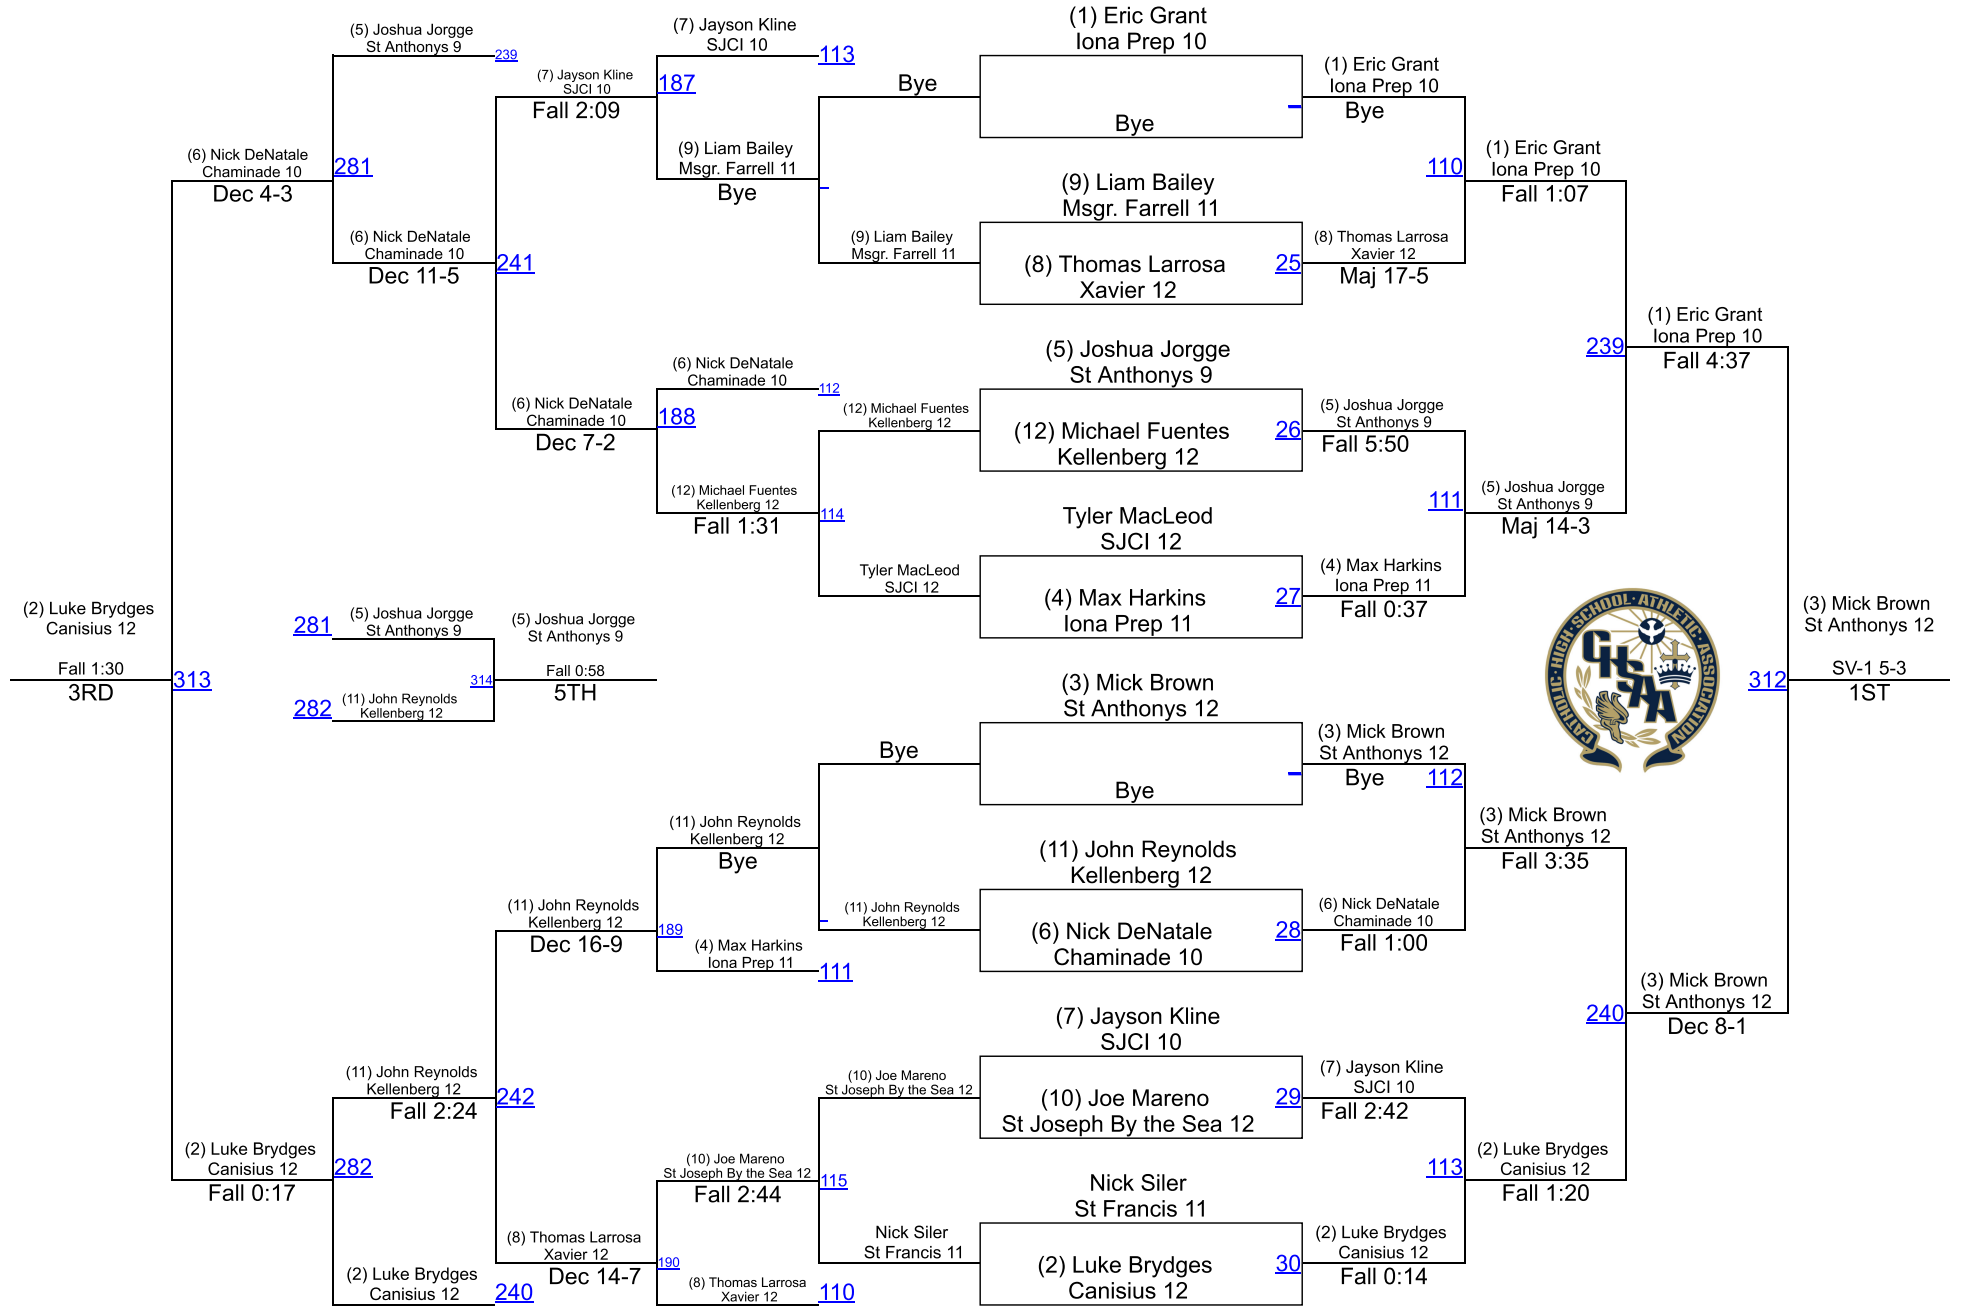 (5) Joshua Jorgge
St Anthonys 9
239
(6) Nick DeNatale
Chaminade 10
Dec 4-3
281
(6) Nick DeNatale
Chaminade 10
Dec 11-5
(7) Jayson Kline
SJCI 10
Fall 2:09
241
(6) Nick DeNatale
Chaminade 10
Dec 7-2
(7) Jayson Kline
SJCI 10
113
187
(9) Liam Bailey
Msgr. Farrell 11
Bye
(6) Nick DeNatale
Chaminade 10
112
188
(12) Michael Fuentes
Kellenberg 12
Fall 1:31
Bye
(9) Liam Bailey
Msgr. Farrell 11
(12) Michael Fuentes
Kellenberg 12
114
Tyler MacLeod
SJCI 12
(1) Eric Grant
Iona Prep 10
Bye
(9) Liam Bailey
Msgr. Farrell 11
(8) Thomas Larrosa
Xavier 12
25
(5) Joshua Jorgge
St Anthonys 9
(12) Michael Fuentes
Kellenberg 12
26
Tyler MacLeod
SJCI 12
(4) Max Harkins
Iona Prep 11
27
(1) Eric Grant
Iona Prep 10
Bye
110
(8) Thomas Larrosa
Xavier 12
Maj 17-5
(5) Joshua Jorgge
St Anthonys 9
Fall 5:50
111
(4) Max Harkins
Iona Prep 11
Fall 0:37
(1) Eric Grant
Iona Prep 10
Fall 1:07
239
(5) Joshua Jorgge
St Anthonys 9
Maj 14-3
(1) Eric Grant
Iona Prep 10
Fall 4:37
(2) Luke Brydges
Canisius 12
Fall 1:30
3RD
313
281
(5) Joshua Jorgge
St Anthonys 9
282
(11) John Reynolds
Kellenberg 12
314
(5) Joshua Jorgge
St Anthonys 9
Fall 0:58
5TH
CATHOLIC·HIGH·SCHOOL·ATHLETIC·ASSOCIATION
CHSAA
312
(3) Mick Brown
St Anthonys 12
SV-1 5-3
1ST
(3) Mick Brown
St Anthonys 12
Bye
(11) John Reynolds
Kellenberg 12
(6) Nick DeNatale
Chaminade 10
28
(7) Jayson Kline
SJCI 10
(10) Joe Mareno
St Joseph By the Sea 12
29
Nick Siler
St Francis 11
(2) Luke Brydges
Canisius 12
30
Bye
(11) John Reynolds
Kellenberg 12
(10) Joe Mareno
St Joseph By the Sea 12
115
Nick Siler
St Francis 11
(11) John Reynolds
Kellenberg 12
Bye
189
(4) Max Harkins
Iona Prep 11
111
(10) Joe Mareno
St Joseph By the Sea 12
Fall 2:44
190
(8) Thomas Larrosa
Xavier 12
110
(11) John Reynolds
Kellenberg 12
Dec 16-9
242
(8) Thomas Larrosa
Xavier 12
Dec 14-7
(11) John Reynolds
Kellenberg 12
Fall 2:24
282
(2) Luke Brydges
Canisius 12
240
(2) Luke Brydges
Canisius 12
Fall 0:17
(3) Mick Brown
St Anthonys 12
Bye
112
(6) Nick DeNatale
Chaminade 10
Fall 1:00
(7) Jayson Kline
SJCI 10
Fall 2:42
113
(2) Luke Brydges
Canisius 12
Fall 0:14
(3) Mick Brown
St Anthonys 12
Fall 3:35
240
(2) Luke Brydges
Canisius 12
Fall 1:20
(3) Mick Brown
St Anthonys 12
Dec 8-1